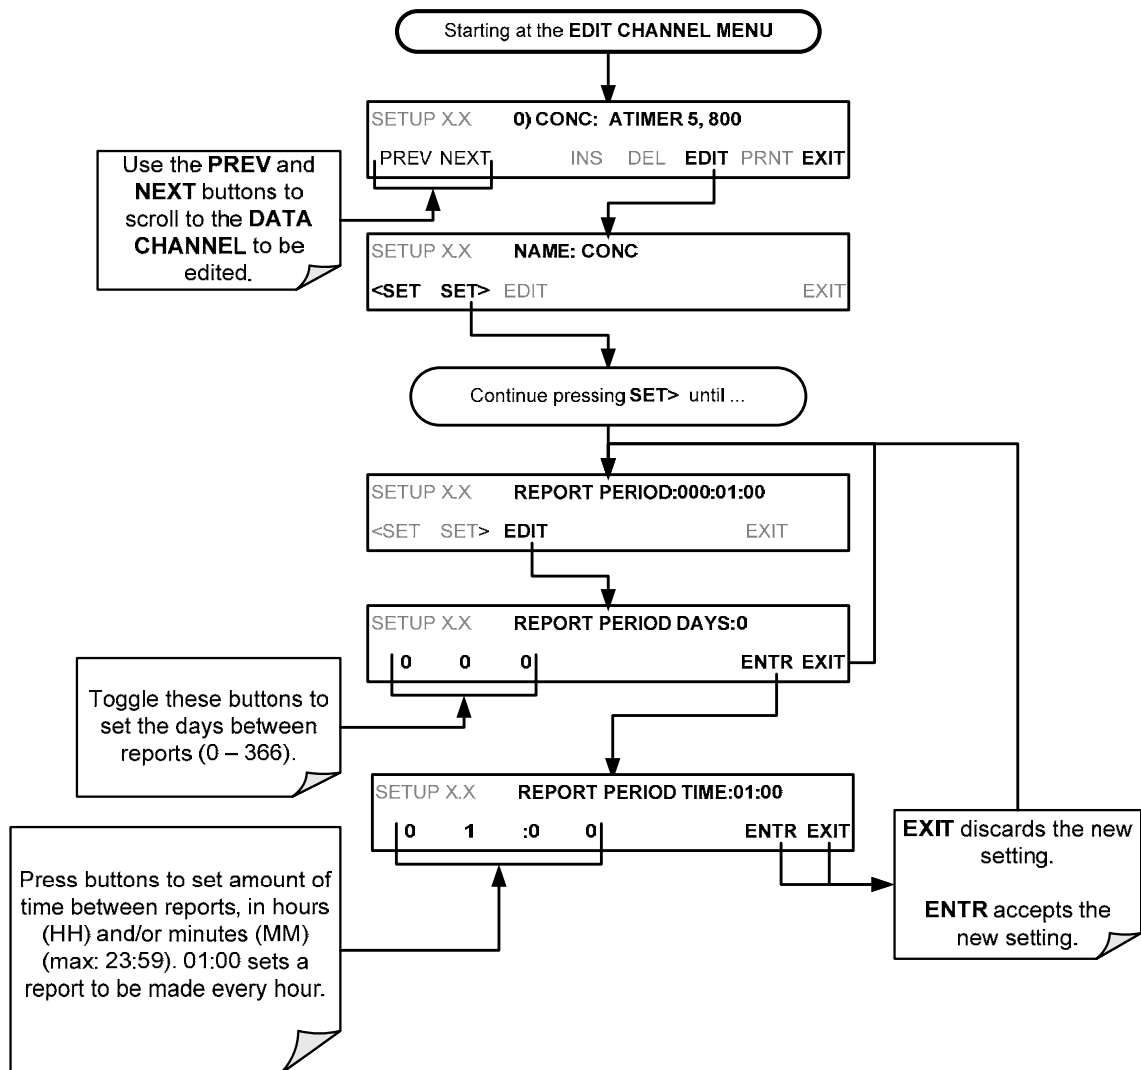 Starting at the EDIT CHANNEL MENU
SETUP X.X 0) CONC: ATIMER 5, 800
PREV NEXT INS DEL EDIT PRNT EXIT
Use the PREV and
NEXT buttons to
scroll to the DATA
CHANNEL to be
edited.
SETUP X.X NAME: CONC
<SET SET> EDIT EXIT
Continue pressing SET> until ...
SETUP X.X REPORT PERIOD:000:01:00
<SET SET> EDIT EXIT
SETUP X.X REPORT PERIOD DAYS:0
0 0 0 ENTR EXIT
Toggle these buttons to
set the days between
reports (0 – 366).
SETUP X.X REPORT PERIOD TIME:01:00
0 1 :0 0 ENTR EXIT
Press buttons to set amount of
time between reports, in hours
(HH) and/or minutes (MM)
(max: 23:59). 01:00 sets a
report to be made every hour.
EXIT discards the new
setting.
ENTR accepts the
new setting.